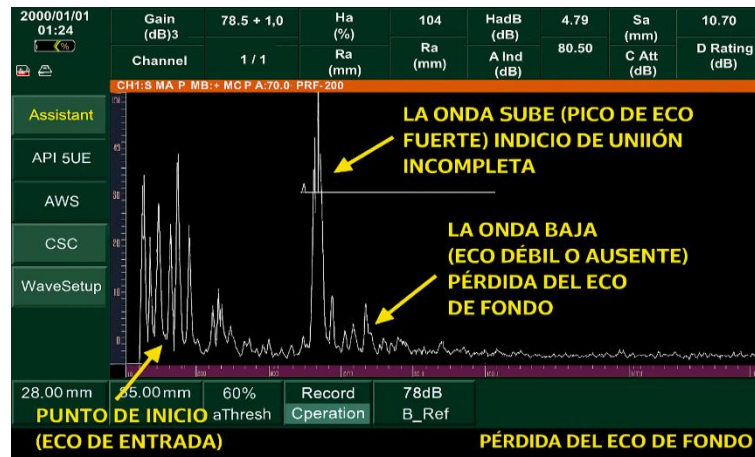 2000/01/01
01:24
Gain
(dB)3
78.5 + 1,0
Ha
(%)
104
HadB
(dB)
4.79
Sa
(mm)
10.70
Channel
1 / 1
Ra
(mm)
Ra
(mm)
A Ind
(dB)
80.50
C Att
(dB)
D Rating
(dB)
CH1:S MA P MB:+ MC P A:70.0 PRF-200
Assistant
API 5UE
AWS
CSC
WaveSetup
LA ONDA SUBE (PICO DE ECO
FUERTE) INDICIO DE UNIIÓN
INCOMPLETA
LA ONDA BAJA
(ECO DÉBIL O AUSENTE)
PÉRDIDA DEL ECO
DE FONDO
28.00 mm
85.00 mm
60%
aThresh
Record
Cperation
78dB
B_Ref
PUNTO DE INICIO
(ECO DE ENTRADA)
PÉRDIDA DEL ECO DE FONDO